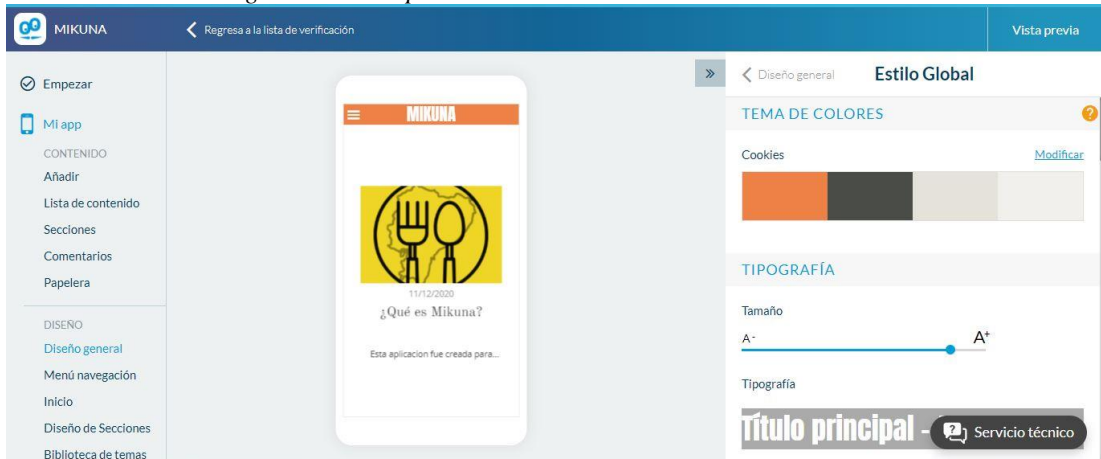 MIKUNA
Regresa a la lista de verificación
Vista previa
Empezar
Mi app
CONTENIDO
Añadir
Lista de contenido
Secciones
Comentarios
Papelera
DISEÑO
Diseño general
Menú navegación
Inicio
Diseño de Secciones
Biblioteca de temas
MIKUNA
11/12/2020
¿Qué es Mikuna?
Esta aplicacion fue creada para...
Diseño general
Estilo Global
TEMA DE COLORES
?
Cookies
Modificar
TIPOGRAFÍA
Tamaño
A- A+
Tipografía
Título principal -
Servicio técnico